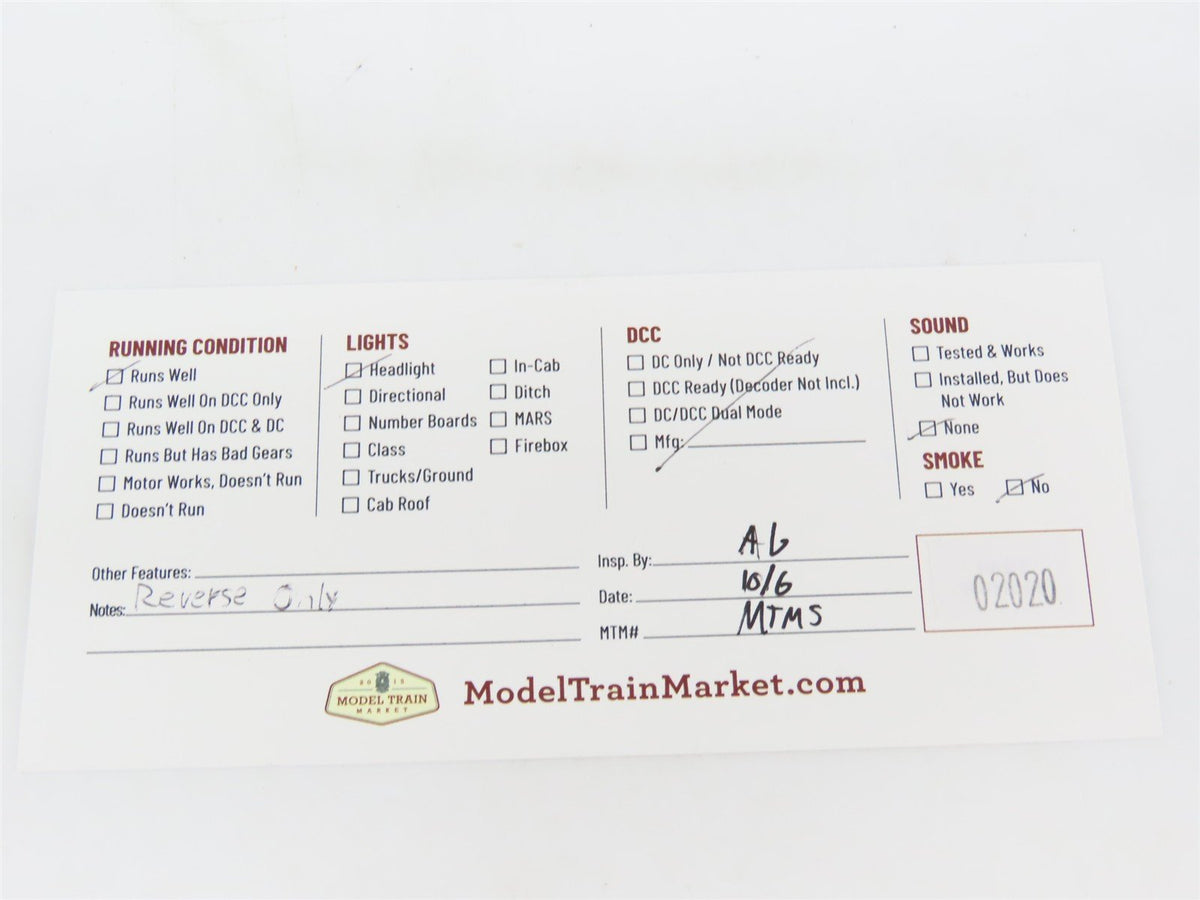 RUNNING CONDITION
Runs Well
Runs Well On DCC Only
Runs Well On DCC & DC
Runs But Has Bad Gears
Motor Works, Doesn't Run
Doesn't Run
LIGHTS
Headlight
Directional
Number Boards
Class
Trucks/Ground
Cab Roof
In-Cab
Ditch
MARS
Firebox
DCC
DC Only / Not DCC Ready
DCC Ready (Decoder Not Incl.)
DC/DCC Dual Mode
Mfg:
SOUND
Tested & Works
Installed, But Does
Not Work
None
SMOKE
Yes No
Other Features:
Notes: Reverse Only
Insp. By: AG
Date: 10/6
MTM# MTMS
02020
2015
MODEL TRAIN
MARKET
ModelTrainMarket.com